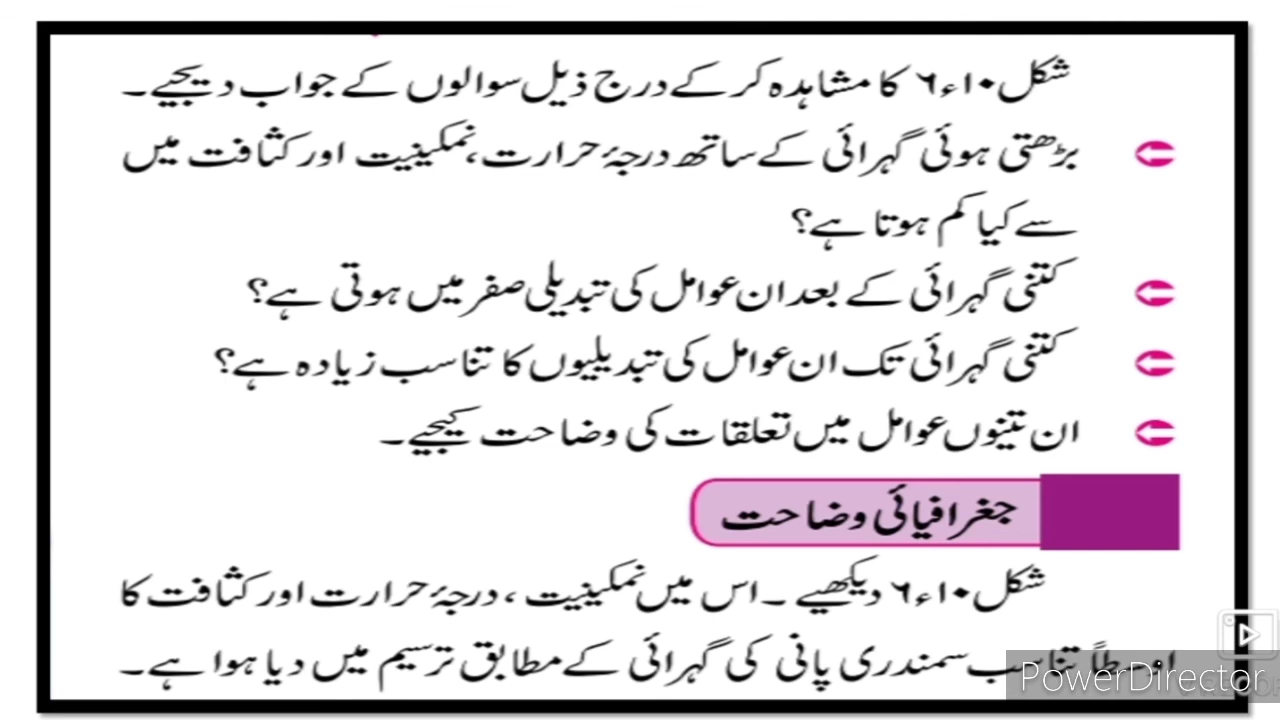 شکل ۱۰ء۶ کا مشاہدہ کر کے درج ذیل سوالوں کے جواب دیجیے۔
بڑھتی ہوئی گہرائی کے ساتھ درجۂ حرارت، نمکینیت اور کثافت میں
سے کیا کم ہوتا ہے؟
کتنی گہرائی کے بعد ان عوامل کی تبدیلی صفر میں ہوتی ہے؟
کتنی گہرائی تک ان عوامل کی تبدیلیوں کا تناسب زیادہ ہے؟
ان تینوں عوامل میں تعلقات کی وضاحت کیجیے۔
جغرافیائی وضاحت
شکل ۱۰ء۶ دیکھیے ۔ اس میں نمکینیت ، درجۂ حرارت اور کثافت کا
اوسطاً تناسب سمندری پانی کی گہرائی کے مطابق ترسیم میں دیا ہوا ہے۔
PowerDirector